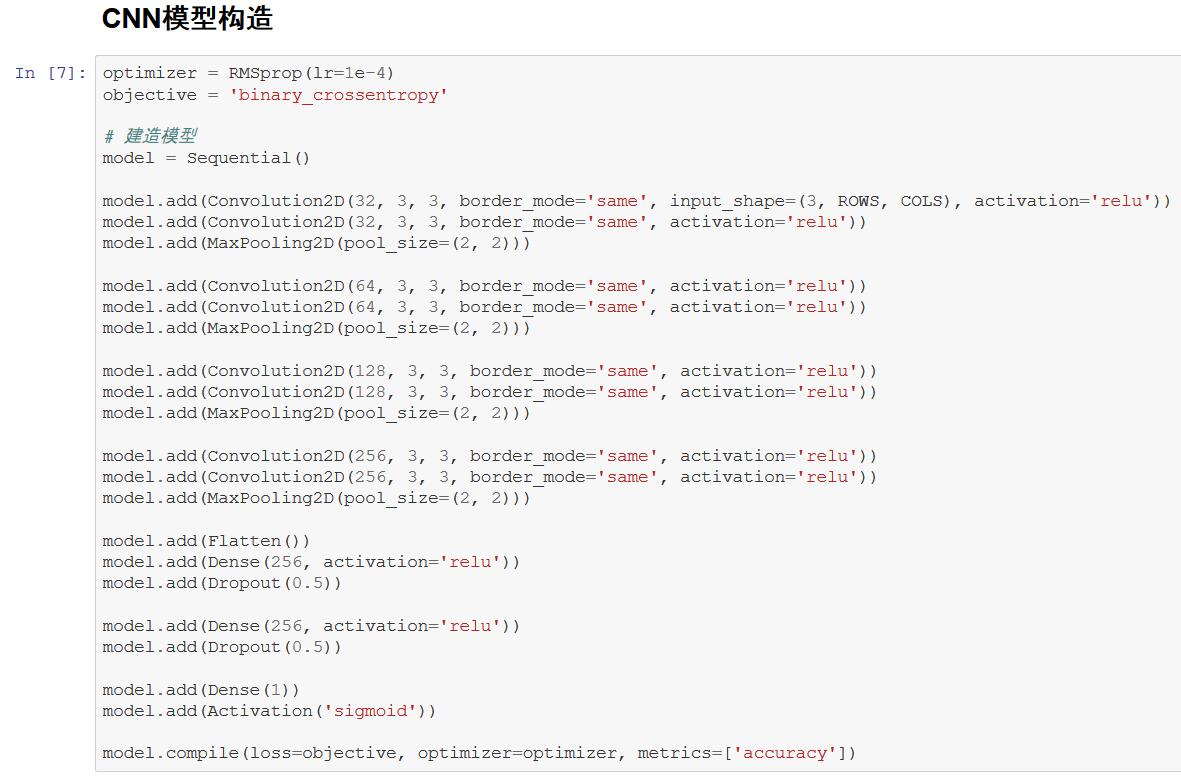 CNN模型构造
In [7]:
optimizer = RMSprop(lr=1e-4)
objective = 'binary_crossentropy'
# 建造模型
model = Sequential()
model.add(Convolution2D(32, 3, 3, border_mode='same', input_shape=(3, ROWS, COLS), activation='relu'))
model.add(Convolution2D(32, 3, 3, border_mode='same', activation='relu'))
model.add(MaxPooling2D(pool_size=(2, 2)))
model.add(Convolution2D(64, 3, 3, border_mode='same', activation='relu'))
model.add(Convolution2D(64, 3, 3, border_mode='same', activation='relu'))
model.add(MaxPooling2D(pool_size=(2, 2)))
model.add(Convolution2D(128, 3, 3, border_mode='same', activation='relu'))
model.add(Convolution2D(128, 3, 3, border_mode='same', activation='relu'))
model.add(MaxPooling2D(pool_size=(2, 2)))
model.add(Convolution2D(256, 3, 3, border_mode='same', activation='relu'))
model.add(Convolution2D(256, 3, 3, border_mode='same', activation='relu'))
model.add(MaxPooling2D(pool_size=(2, 2)))
model.add(Flatten())
model.add(Dense(256, activation='relu'))
model.add(Dropout(0.5))
model.add(Dense(256, activation='relu'))
model.add(Dropout(0.5))
model.add(Dense(1))
model.add(Activation('sigmoid'))
model.compile(loss=objective, optimizer=optimizer, metrics=['accuracy'])